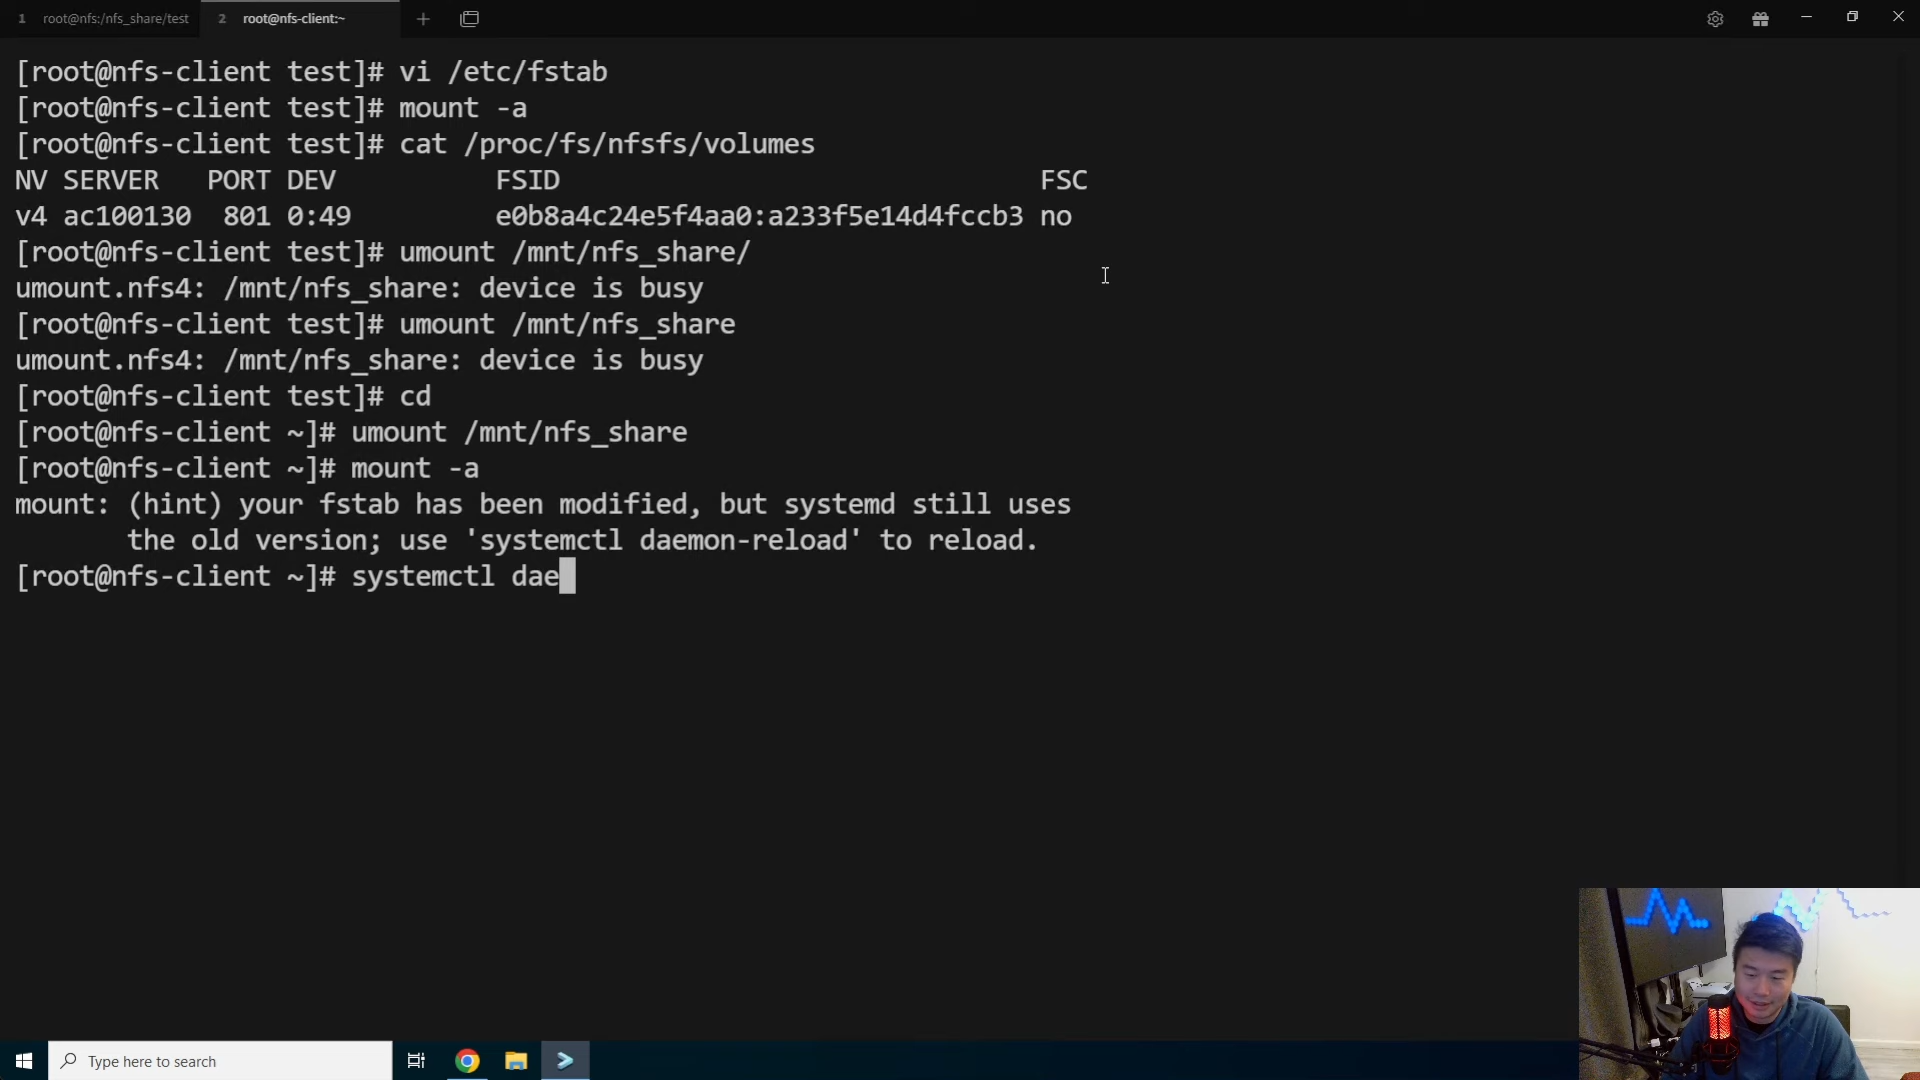 1 root@nfs:/nfs_share/test
2 root@nfs-client:~
[root@nfs-client test]# vi /etc/fstab
[root@nfs-client test]# mount -a
[root@nfs-client test]# cat /proc/fs/nfsfs/volumes
NV SERVER   PORT DEV          FSID                              FSC
v4 ac100130  801 0:49         e0b8a4c24e5f4aa0:a233f5e14d4fccb3 no
[root@nfs-client test]# umount /mnt/nfs_share/
umount.nfs4: /mnt/nfs_share: device is busy
[root@nfs-client test]# umount /mnt/nfs_share
umount.nfs4: /mnt/nfs_share: device is busy
[root@nfs-client test]# cd
[root@nfs-client ~]# umount /mnt/nfs_share
[root@nfs-client ~]# mount -a
mount: (hint) your fstab has been modified, but systemd still uses
       the old version; use 'systemctl daemon-reload' to reload.
[root@nfs-client ~]# systemctl dae
Type here to search